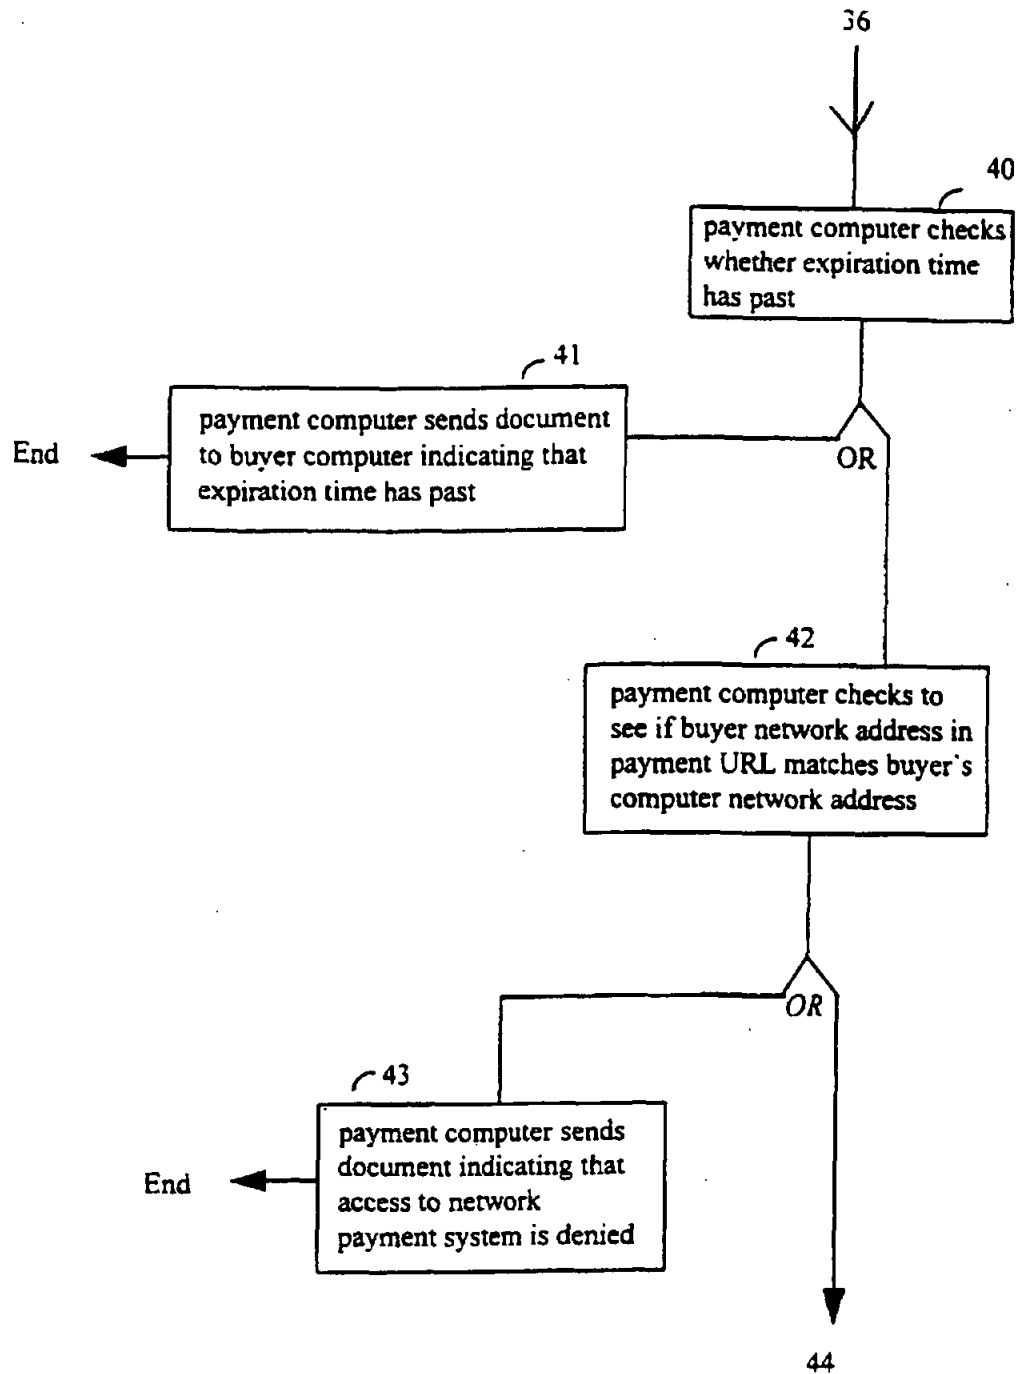 36
40
payment computer checks
whether expiration time
has past
41
payment computer sends document
to buyer computer indicating that
expiration time has past
End
OR
42
payment computer checks to
see if buyer network address in
payment URL matches buyer's
computer network address
OR
43
payment computer sends
document indicating that
access to network
payment system is denied
End
44